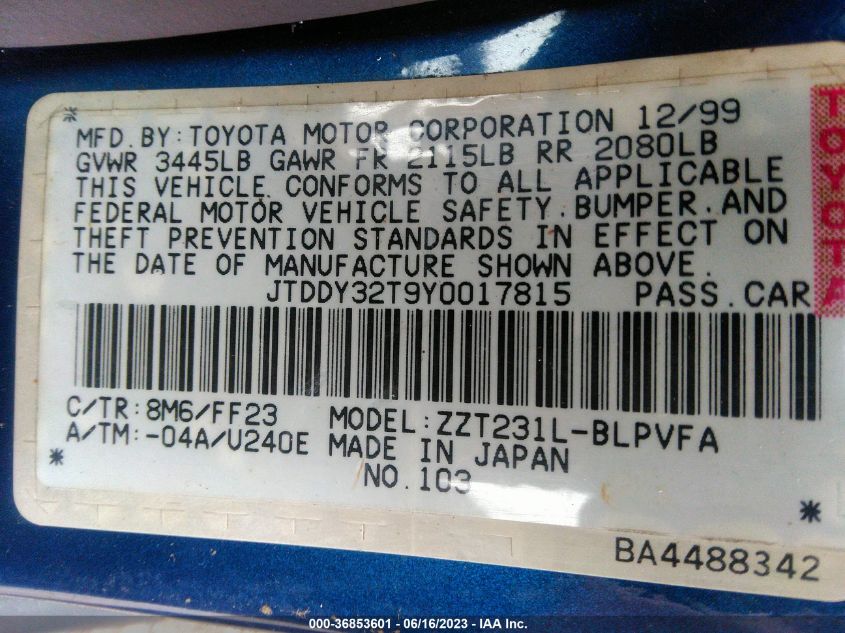 MFD.BY:TOYOTA MOTOR CORPORATION 12/99
GVWR 3445LB GAWR FR 2115LB RR 2080LB
THIS VEHICLE CONFORMS TO ALL APPLICABLE
FEDERAL MOTOR VEHICLE SAFETY.BUMPER.AND
THEFT PREVENTION STANDARDS IN EFFECT ON
THE DATE OF MANUFACTURE SHOWN ABOVE.
JTDDY32T9Y0017815 PASS.CAR
TOYOTA
C/TR:8M6/FF23 MODEL:ZZT231L-BLPVFA
A/TM:-04A/U240E MADE IN JAPAN
NO.103
BA4488342
000-36853601 / 06/16/2023 - IAA Inc.